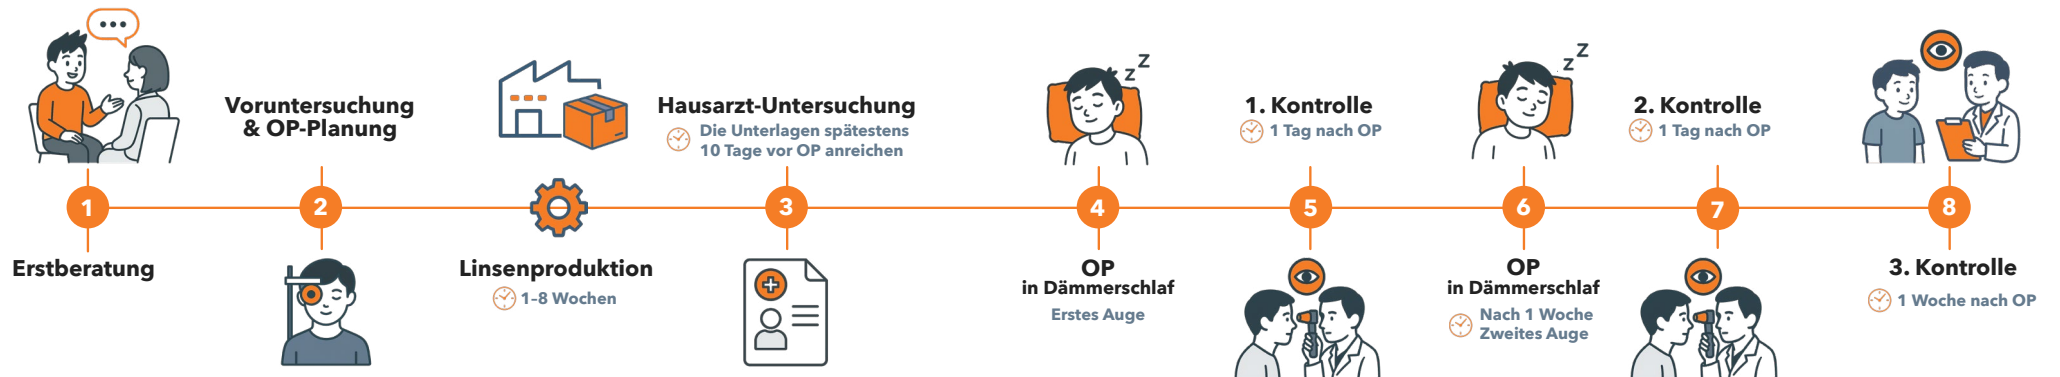 1
Erstberatung
Voruntersuchung
& OP-Planung
2
Linsenproduktion
1-8 Wochen
Hausarzt-Untersuchung
Die Unterlagen spätestens
10 Tage vor OP anreichen
3
z Z
4
OP
in Dämmerschlaf
Erstes Auge
1. Kontrolle
1 Tag nach OP
5
z Z
6
OP
in Dämmerschlaf
Nach 1 Woche
Zweites Auge
2. Kontrolle
1 Tag nach OP
7
8
3. Kontrolle
1 Woche nach OP